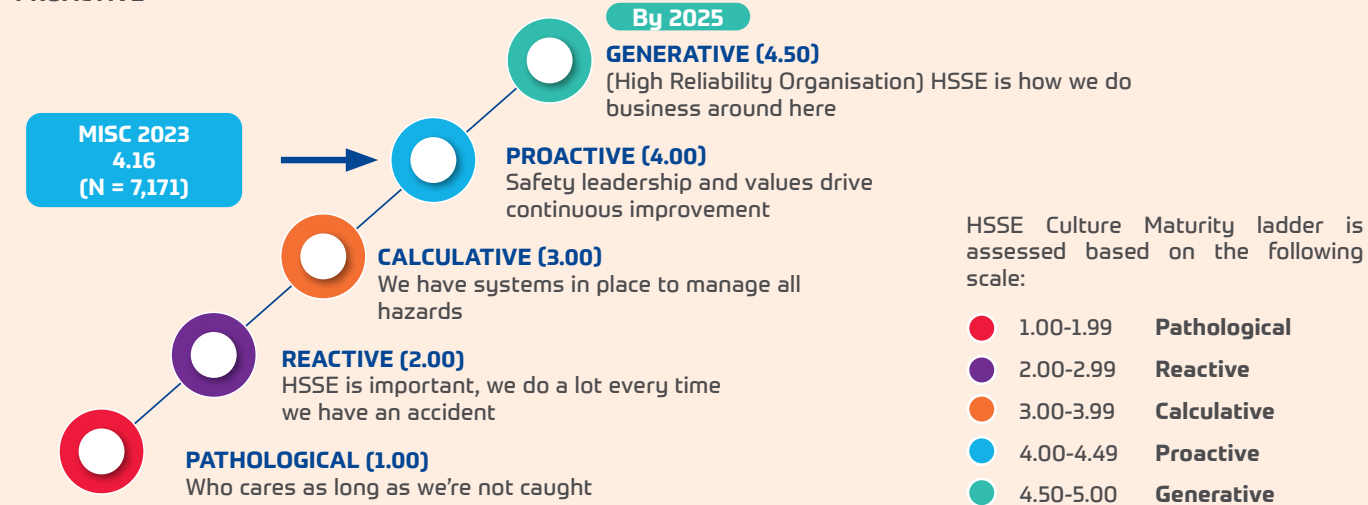 PROACTIVE
By 2025
GENERATIVE (4.50)
(High Reliability Organisation) HSSE is how we do
business around here
MISC 2023
4.16
(N = 7,171)
PROACTIVE (4.00)
Safety leadership and values drive
continuous improvement
CALCULATIVE (3.00)
We have systems in place to manage all
hazards
REACTIVE (2.00)
HSSE is important, we do a lot every time
we have an accident
PATHOLOGICAL (1.00)
Who cares as long as we're not caught
HSSE Culture Maturity ladder is
assessed based on the following
scale:
1.00-1.99 Pathological
2.00-2.99 Reactive
3.00-3.99 Calculative
4.00-4.49 Proactive
4.50-5.00 Generative